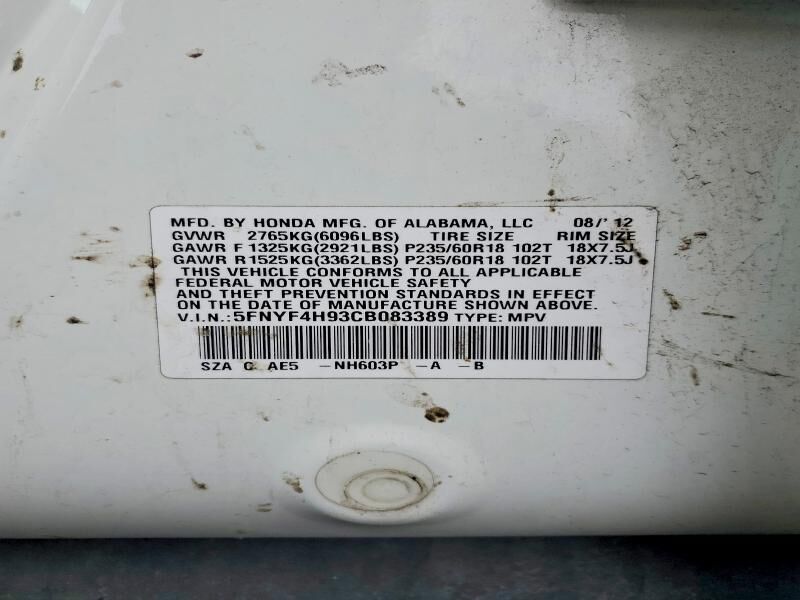 MFD. BY HONDA MFG. OF ALABAMA, LLC 08/'12
GVWR 2765KG(6096LBS) TIRE SIZE RIM SIZE
GAWR F 1325KG(2921LBS) P235/60R18 102T 18X7.5J
GAWR R 1525KG(3362LBS) P235/60R18 102T 18X7.5J
THIS VEHICLE CONFORMS TO ALL APPLICABLE
FEDERAL MOTOR VEHICLE SAFETY
AND THEFT PREVENTION STANDARDS IN EFFECT
ON THE DATE OF MANUFACTURE SHOWN ABOVE.
V.I.N.:5FNYF4H93CB083389 TYPE: MPV
SZA C AE5 -NH603P -A -B